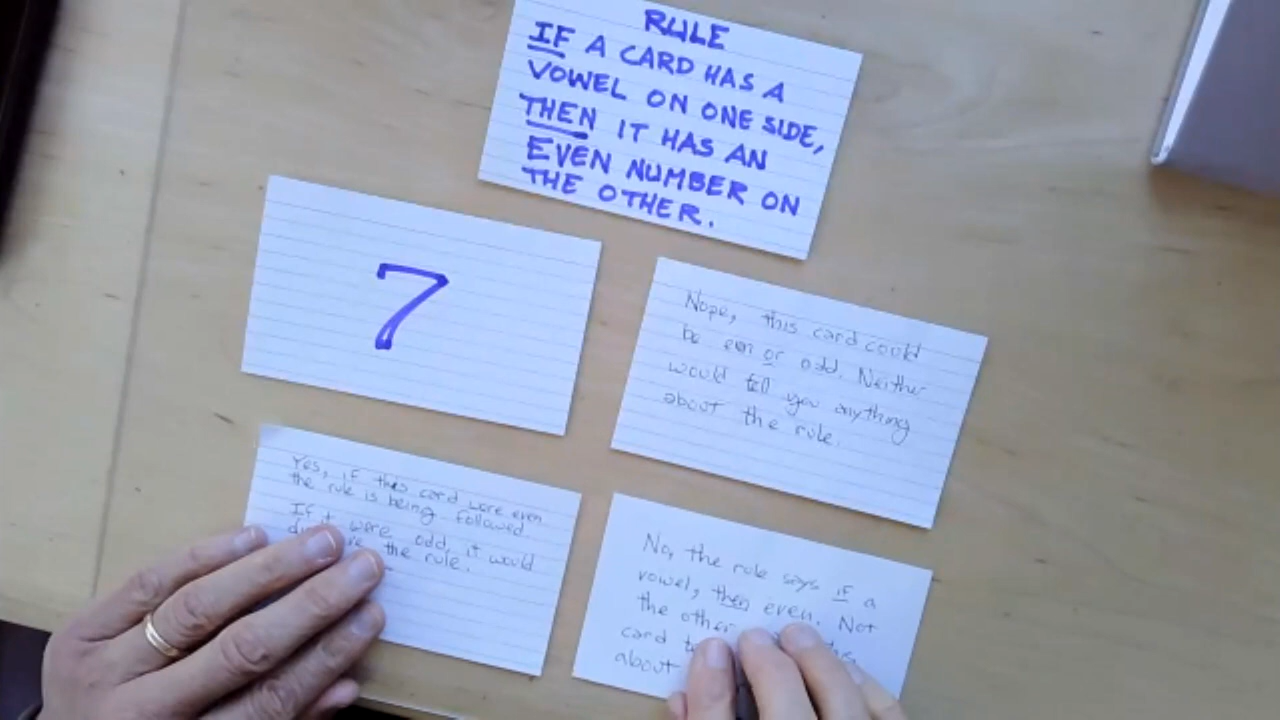 RULE
IF A CARD HAS A
VOWEL ON ONE SIDE,
THEN IT HAS AN
EVEN NUMBER ON
THE OTHER.
7
Nope, this card could
be even or odd. Neither
would tell you anything
about the rule.
Yes, if this card were even
the rule is being followed.
If it were odd, it would
the rule.
No, the rule says if a
vowel, then even. Not
the other
card
about